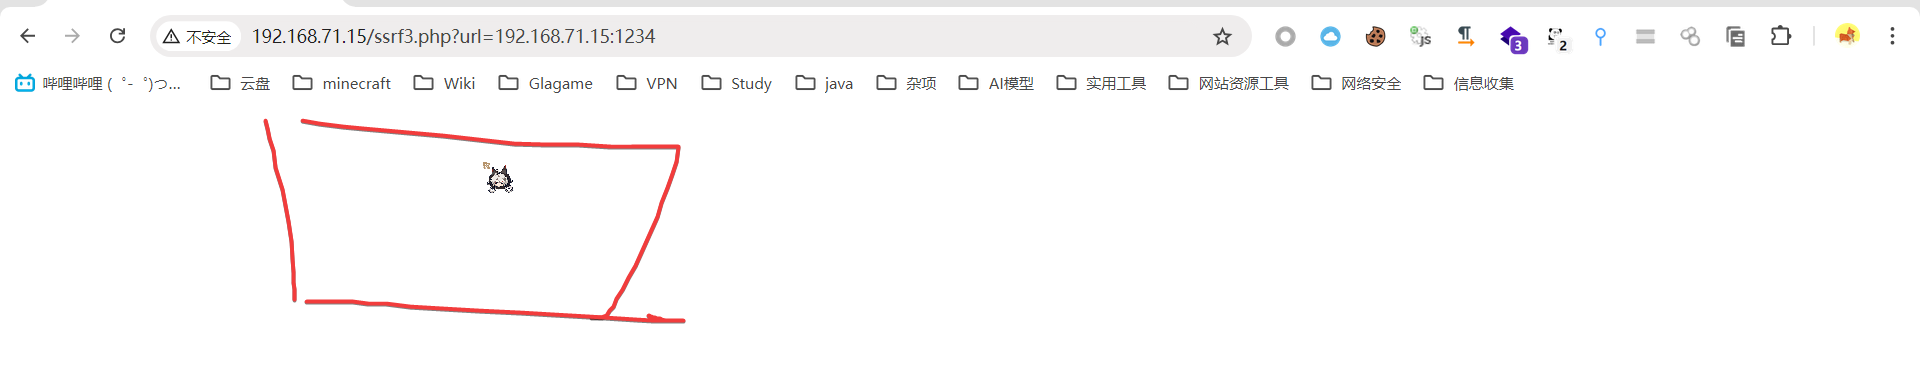 不安全 192.168.71.15/ssrf3.php?url=192.168.71.15:1234
3 js 2
哔哩哔哩 (゜-゜)つ... 云盘 minecraft Wiki Glagame VPN Study java 杂项 AI模型 实用工具 网站资源工具 网络安全 信息收集